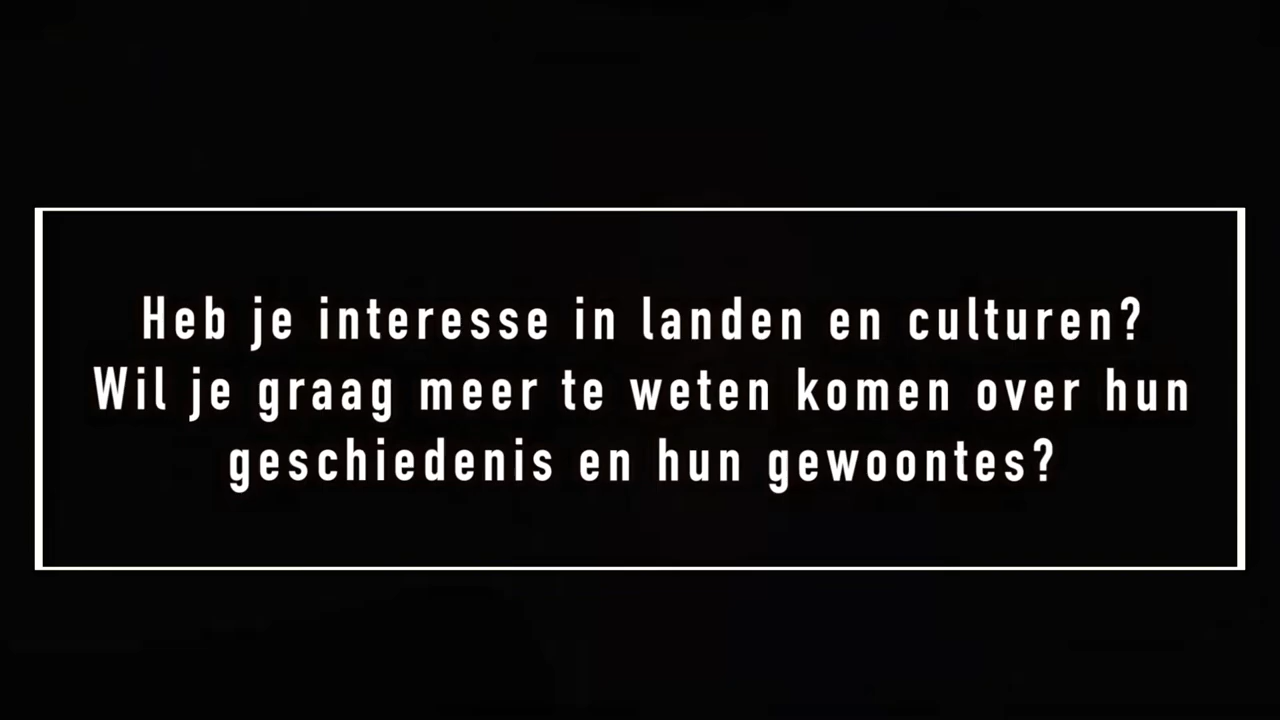 Heb je interesse in landen en culturen?
Wil je graag meer te weten komen over hun
geschiedenis en hun gewoontes?